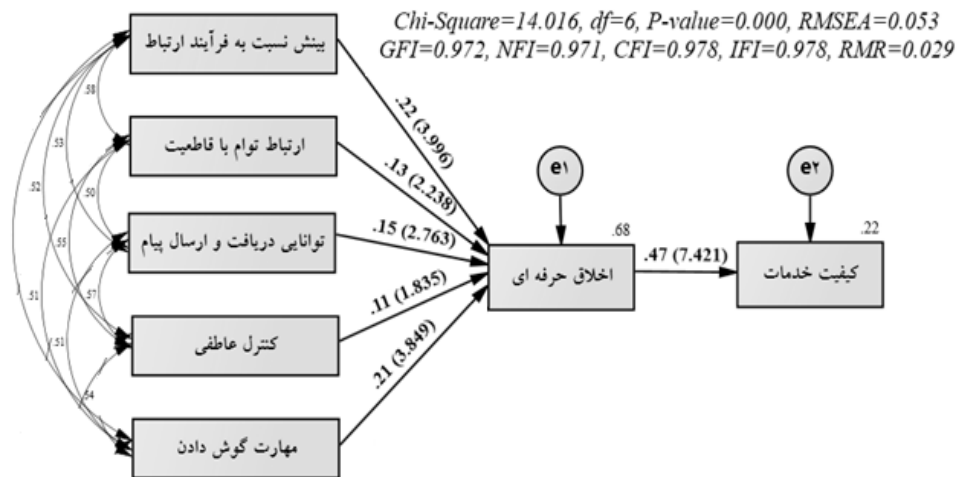 Chi-Square=14.016, df=6, P-value=0.000, RMSEA=0.053
GFI=0.972, NFI=0.971, CFI=0.978, IFI=0.978, RMR=0.029
بینش نسبت به فرآیند ارتباط
ارتباط توام با قاطعیت
توانایی دریافت و ارسال پیام
کنترل عاطفی
مهارت گوش دادن
.58
.53
.52
.50
.55
.57
.51
.51
.54
.22 (3.996)
.13 (2.238)
.15 (2.763)
.11 (1.835)
.21 (3.849)
e۱
.68
اخلاق حرفه ای
.47 (7.421)
e۲
.22
کیفیت خدمات